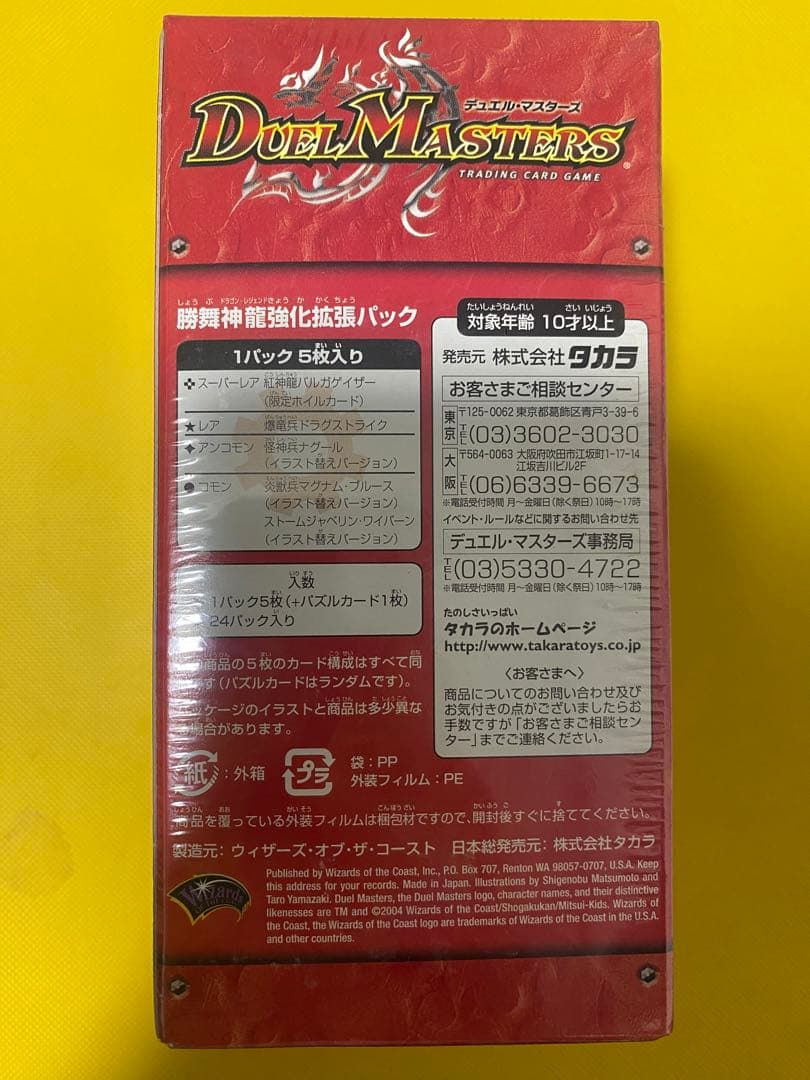 デュエル・マスターズ
DUEL MASTERS®
TRADING CARD GAME
勝舞神龍強化拡張パック
1パック 5枚入り
スーパーレア 紅神龍バルガゲイザー
(限定ホイルカード)
★レア 爆竜兵ドラグストライク
アンコモン 怪神兵ナグール
(イラスト替えバージョン)
●コモン 炎獣兵マグナム・ブルース
(イラスト替えバージョン)
ストームジャベリン・ワイバーン
(イラスト替えバージョン)
入数
1パック5枚(+パズルカード1枚)
24パック入り
商品の5枚のカード構成はすべて同
す(パズルカードはランダムです)。
ッケージのイラストと商品は多少異な
場合があります。
紙:外箱
プラ
袋:PP
外装フィルム:PE
対象年齢 10才以上
発売元 株式会社タカラ
お客さまご相談センター
東京 〒125-0062 東京都葛飾区青戸3-39-6
TEL(03)3602-3030
大阪 〒564-0063 大阪府吹田市江坂町1-17-14
江坂吉川ビル2F
TEL(06)6339-6673
※電話受付時間 月〜金曜日(除く祭日)10時〜17時
イベント・ルールなどに関するお問い合わせ先
デュエル・マスターズ事務局
TEL(03)5330-4722
※電話受付時間 月〜金曜日(除く祭日)10時〜17時
たのしさいっぱい
タカラのホームページ
http://www.takaratoys.co.jp
〈お客さまへ〉
商品についてのお問い合わせ及び
お気付きの点がございましたらお
手数ですが「お客さまご相談セン
ター」までご連絡ください。
商品を覆っている外装フィルムは梱包材ですので、開封後すぐに捨ててください。
製造元:ウィザーズ・オブ・ザ・コースト 日本総発売元:株式会社タカラ
Wizards
Published by Wizards of the Coast, Inc., P.O. Box 707, Renton WA 98057-0707, U.S.A. Keep
this address for your records. Made in Japan. Illustrations by Shigenobu Matsumoto and
Taro Yamazaki. Duel Masters, the Duel Masters logo, character names, and their distinctive
likenesses are TM and ©2004 Wizards of the Coast/Shogakukan/Mitsui-Kids. Wizards of
the Coast, the Wizards of the Coast logo are trademarks of Wizards of the Coast in the U.S.A.
and other countries.